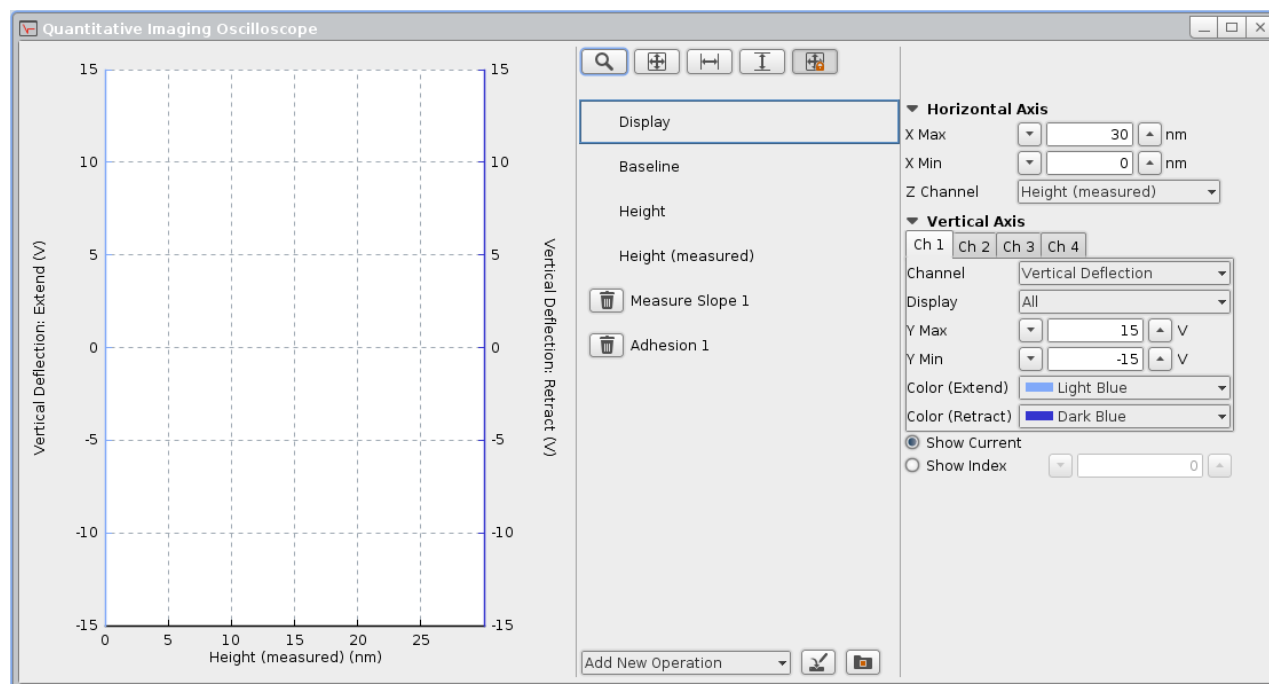 Quantitative Imaging Oscilloscope
15
10
5
0
-5
-10
-15
Vertical Deflection: Extend (V)
0 5 10 15 20 25
Height (measured) (nm)
15
10
5
0
-5
-10
-15
Vertical Deflection: Retract (V)
Display
Baseline
Height
Height (measured)
Measure Slope 1
Adhesion 1
Add New Operation
Horizontal Axis
X Max 30 nm
X Min 0 nm
Z Channel Height (measured)
Vertical Axis
Ch 1 Ch 2 Ch 3 Ch 4
Channel Vertical Deflection
Display All
Y Max 15 V
Y Min -15 V
Color (Extend) Light Blue
Color (Retract) Dark Blue
Show Current
Show Index 0